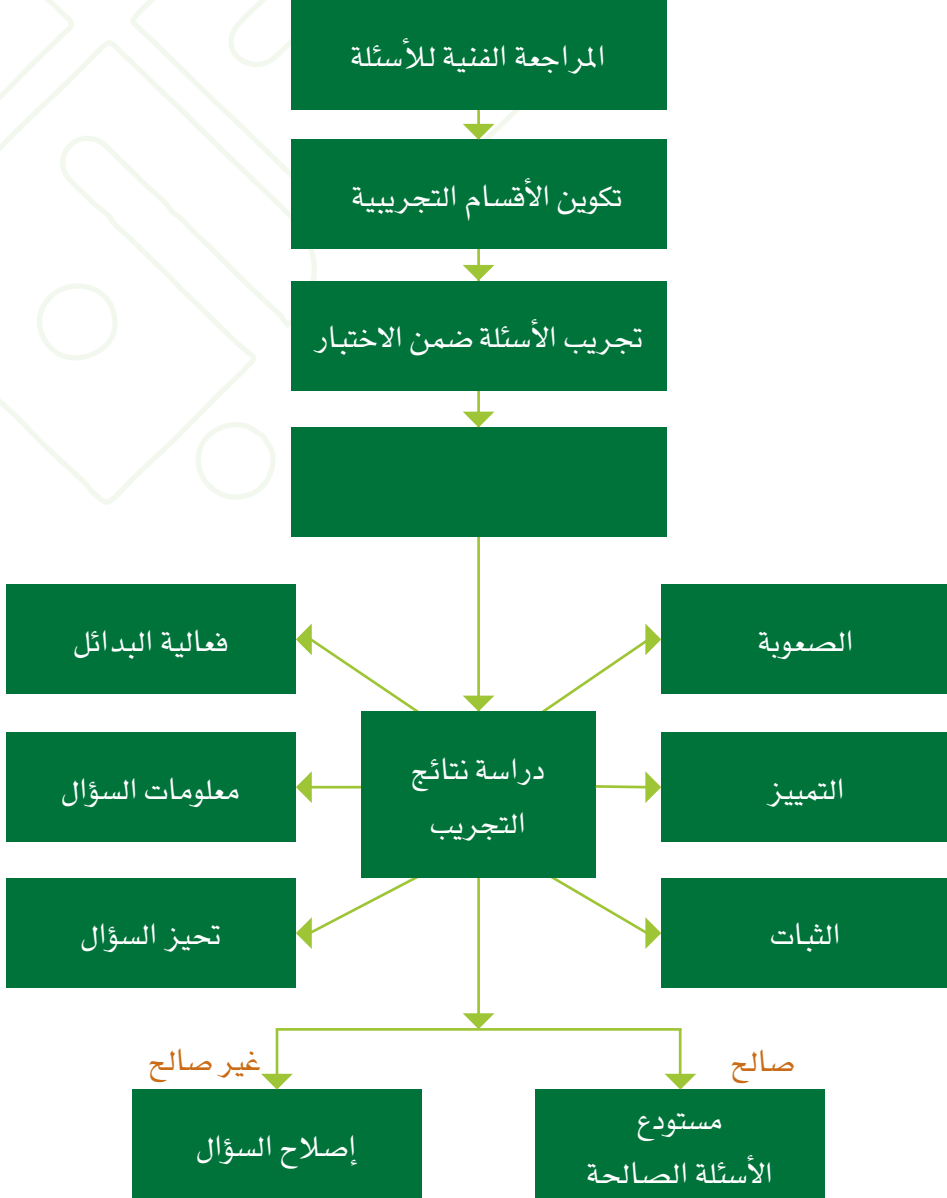 المراجعة الفنية للأسئلة
تكوين الأقسام التجريبية
تجريب الأسئلة ضمن الاختبار
الصعوبة
فعالية البدائل
دراسة نتائج
التجريب
التمييز
معلومات السؤال
الثبات
تحيز السؤال
صالح
غير صالح
مستودع
الأسئلة الصالحة
إصلاح السؤال